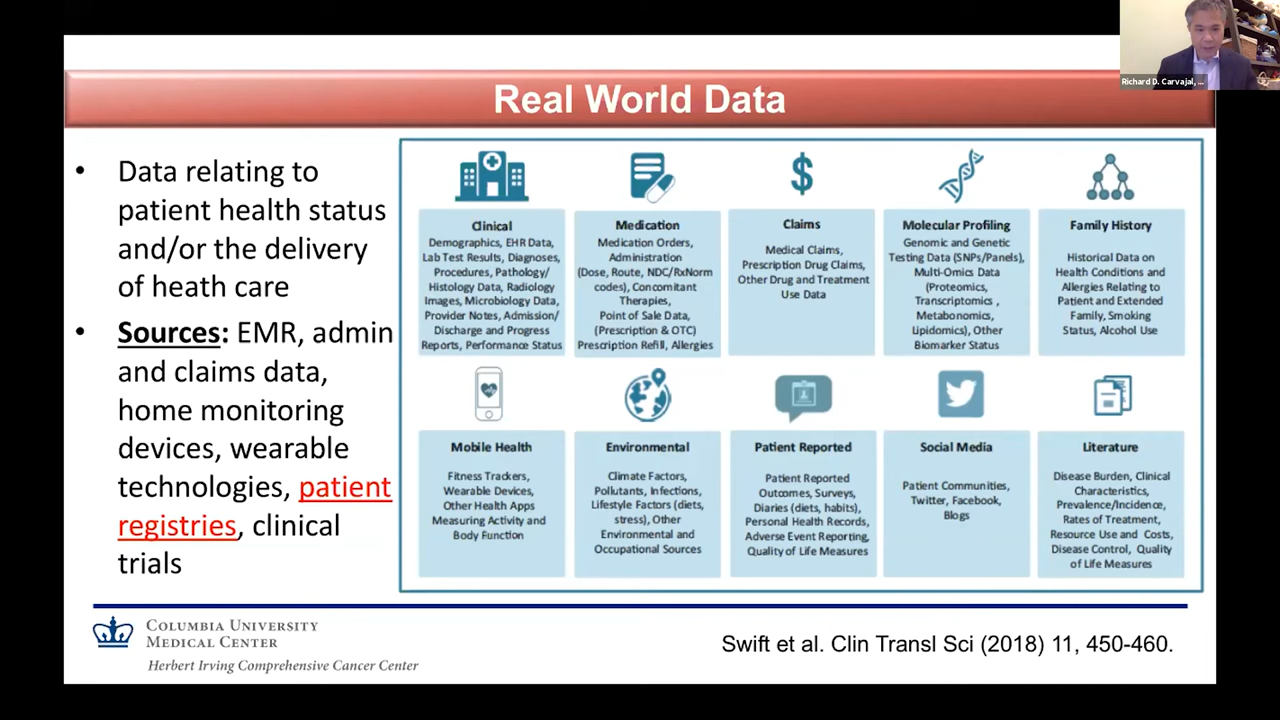 Richard D. Carvajal, ...
Real World Data
• Data relating to
patient health status
and/or the delivery
of heath care
• Sources: EMR, admin
and claims data,
home monitoring
devices, wearable
technologies, patient
registries, clinical
trials
Clinical
Demographics, EHR Data,
Lab Test Results, Diagnoses,
Procedures, Pathology/
Histology Data, Radiology
Images, Microbiology Data,
Provider Notes, Admission/
Discharge and Progress
Reports, Performance Status
Medication
Medication Orders,
Administration
(Dose, Route, NDC/RxNorm
codes), Concomitant
Therapies,
Point of Sale Data,
(Prescription & OTC)
Prescription Refill, Allergies
$
Claims
Medical Claims,
Prescription Drug Claims,
Other Drug and Treatment
Use Data
Molecular Profiling
Genomic and Genetic
Testing Data (SNPs/Panels),
Multi-Omics Data
(Proteomics,
Transcriptomics ,
Metabonomics,
Lipidomics), Other
Biomarker Status
Family History
Historical Data on
Health Conditions and
Allergies Relating to
Patient and Extended
Family, Smoking
Status, Alcohol Use
Mobile Health
Fitness Trackers,
Wearable Devices,
Other Health Apps
Measuring Activity and
Body Function
Environmental
Climate Factors,
Pollutants, Infections,
Lifestyle Factors (diets,
stress), Other
Environmental and
Occupational Sources
Patient Reported
Patient Reported
Outcomes, Surveys,
Diaries (diets, habits),
Personal Health Records,
Adverse Event Reporting,
Quality of Life Measures
Social Media
Patient Communities,
Twitter, Facebook,
Blogs
Literature
Disease Burden, Clinical
Characteristics,
Prevalence/Incidence,
Rates of Treatment,
Resource Use and Costs,
Disease Control, Quality
of Life Measures
COLUMBIA UNIVERSITY
MEDICAL CENTER
Herbert Irving Comprehensive Cancer Center
Swift et al. Clin Transl Sci (2018) 11, 450-460.